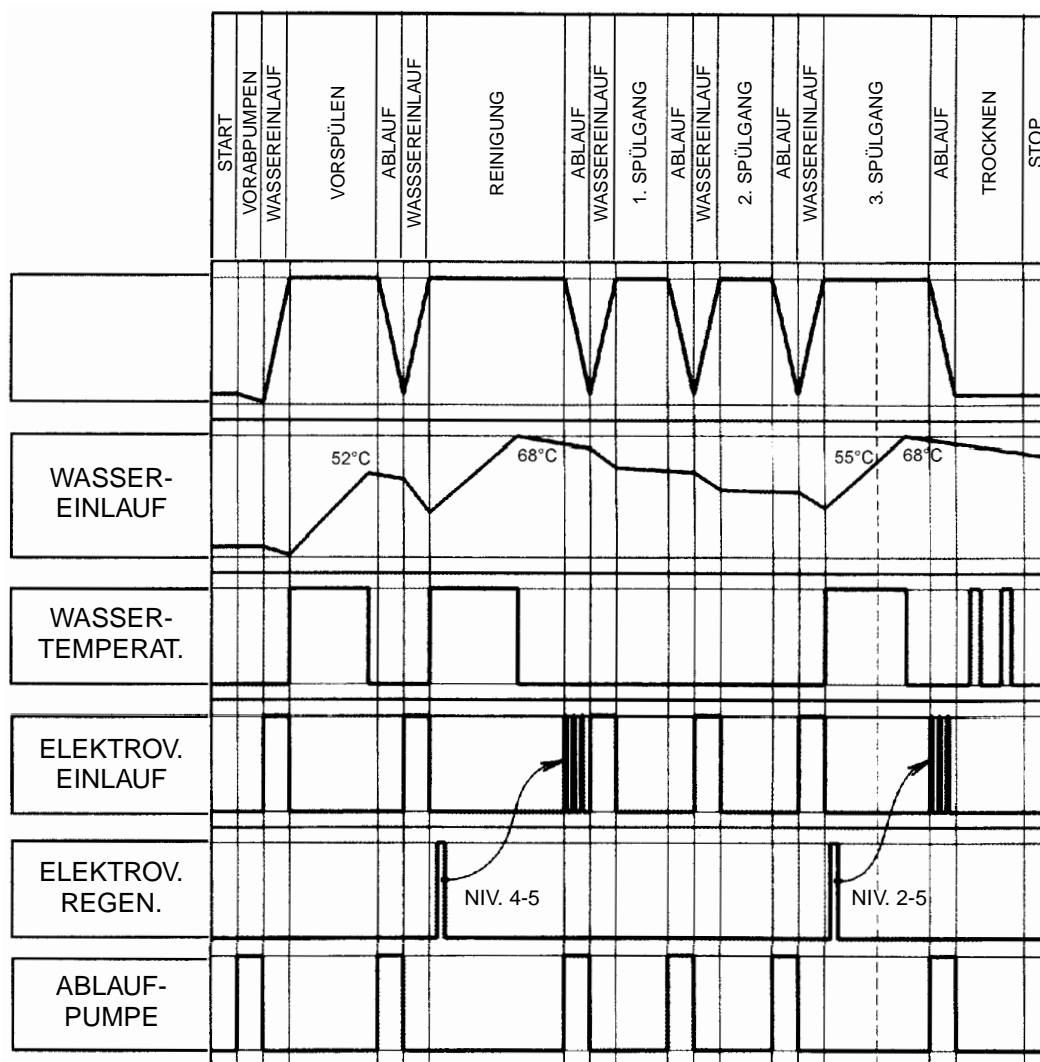 START
VORABPUMPEN
WASSEREINLAUF
VORSPÜLEN
ABLAUF
WASSSEREINLAUF
REINIGUNG
ABLAUF
WASSEREINLAUF
1. SPÜLGANG
ABLAUF
WASSEREINLAUF
2. SPÜLGANG
ABLAUF
WASSEREINLAUF
3. SPÜLGANG
ABLAUF
TROCKNEN
STOP
WASSER-
EINLAUF
52°C
68°C
55°C
68°C
WASSER-
TEMPERAT.
ELEKTROV.
EINLAUF
ELEKTROV.
REGEN.
NIV. 4-5
NIV. 2-5
ABLAUF-
PUMPE